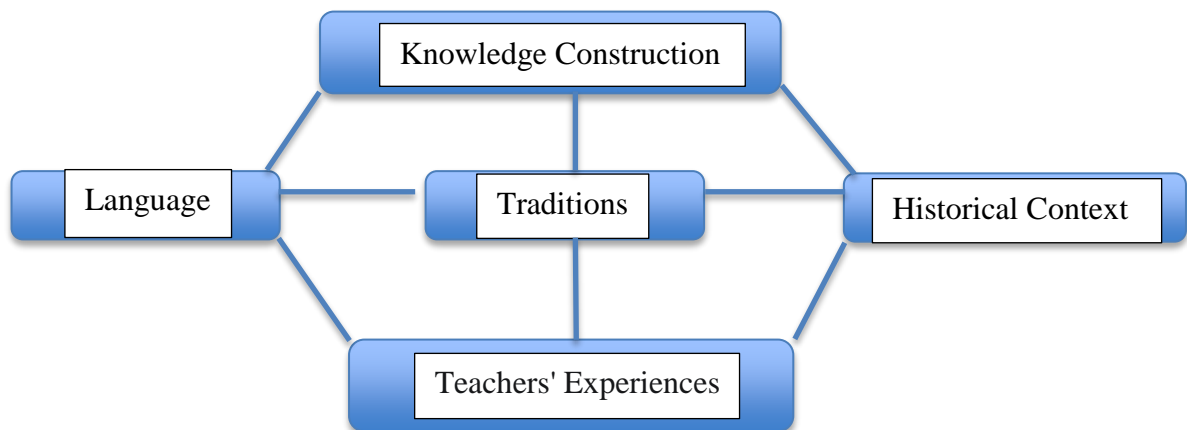 Knowledge Construction
Language
Traditions
Historical Context
Teachers' Experiences